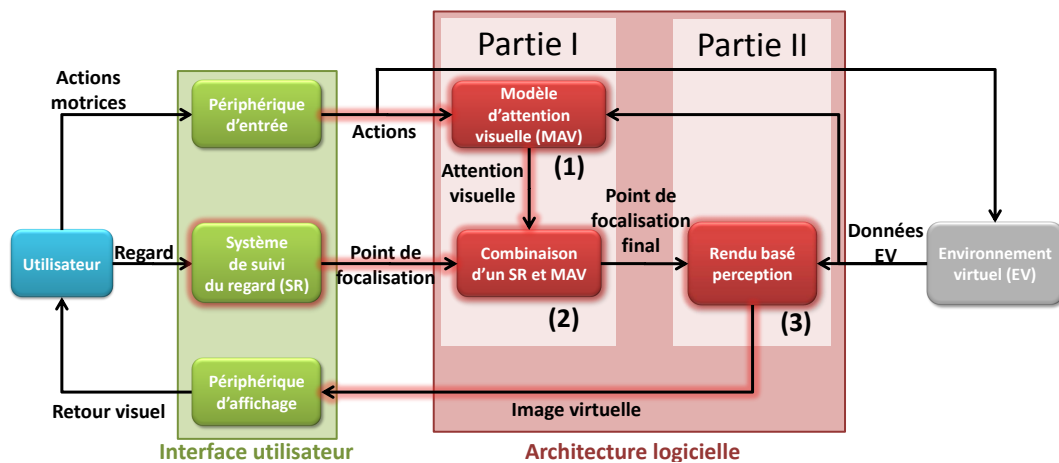 Partie I
Partie II
Actions
motrices
Périphérique
d'entrée
Actions
Modèle
d'attention
visuelle (MAV)
(1)
Attention
visuelle
Utilisateur
Regard
Système
de suivi
du regard (SR)
Point de
focalisation
Combinaison
d'un SR et MAV
(2)
Point de
focalisation
final
Rendu basé
perception
(3)
Données
EV
Environnement
virtuel (EV)
Périphérique
d'affichage
Retour visuel
Image virtuelle
Interface utilisateur
Architecture logicielle